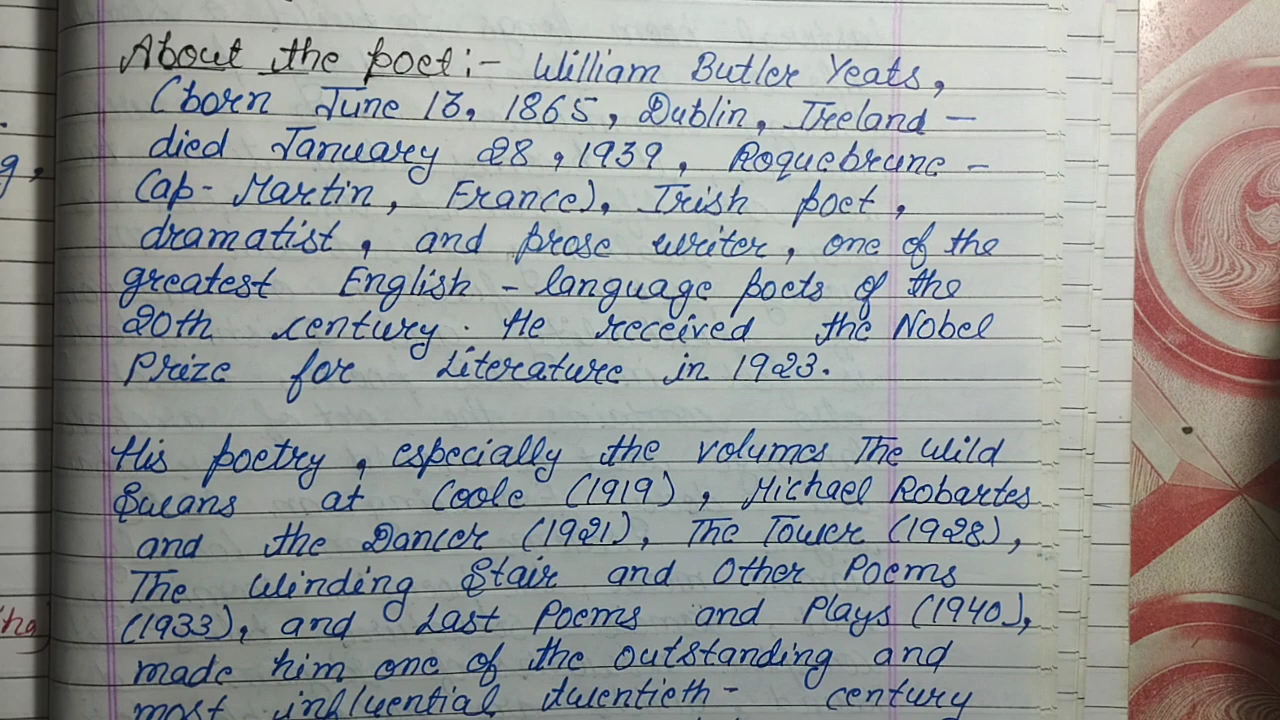 About the poet :- William Butler Yeats,
(born June 13, 1865, Dublin, Ireland –
died January 28, 1939, Roquebrune –
Cap- Martin, France), Irish poet,
dramatist, and prose writer, one of the
greatest English - language poets of the
20th century. He received the Nobel
Prize for Literature in 1923.
His poetry, especially the volumes The Wild
Swans at Coole (1919), Michael Robartes
and the Dancer (1921), The Tower (1928),
The Winding Stair and Other Poems
(1933), and Last Poems and Plays (1940),
made him one of the outstanding and
most influential twentieth- century